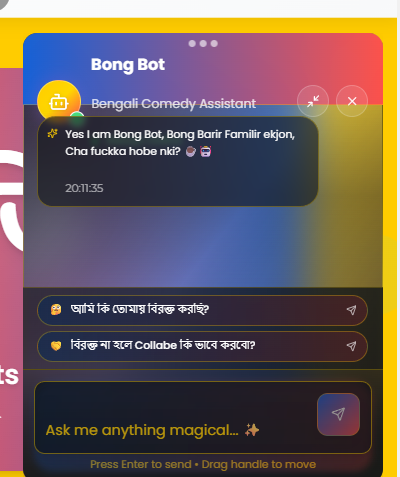 Bong Bot
Bengali Comedy Assistant
Yes I am Bong Bot, Bong Barir Familir ekjon,
Cha fuckka hobe nki?
20:11:35
আমি কি তোমায় বিরক্ত করছি?
বিরক্ত না হলে Collabe কি ভাবে করবো?
ts
Ask me anything magical...
Press Enter to send • Drag handle to move